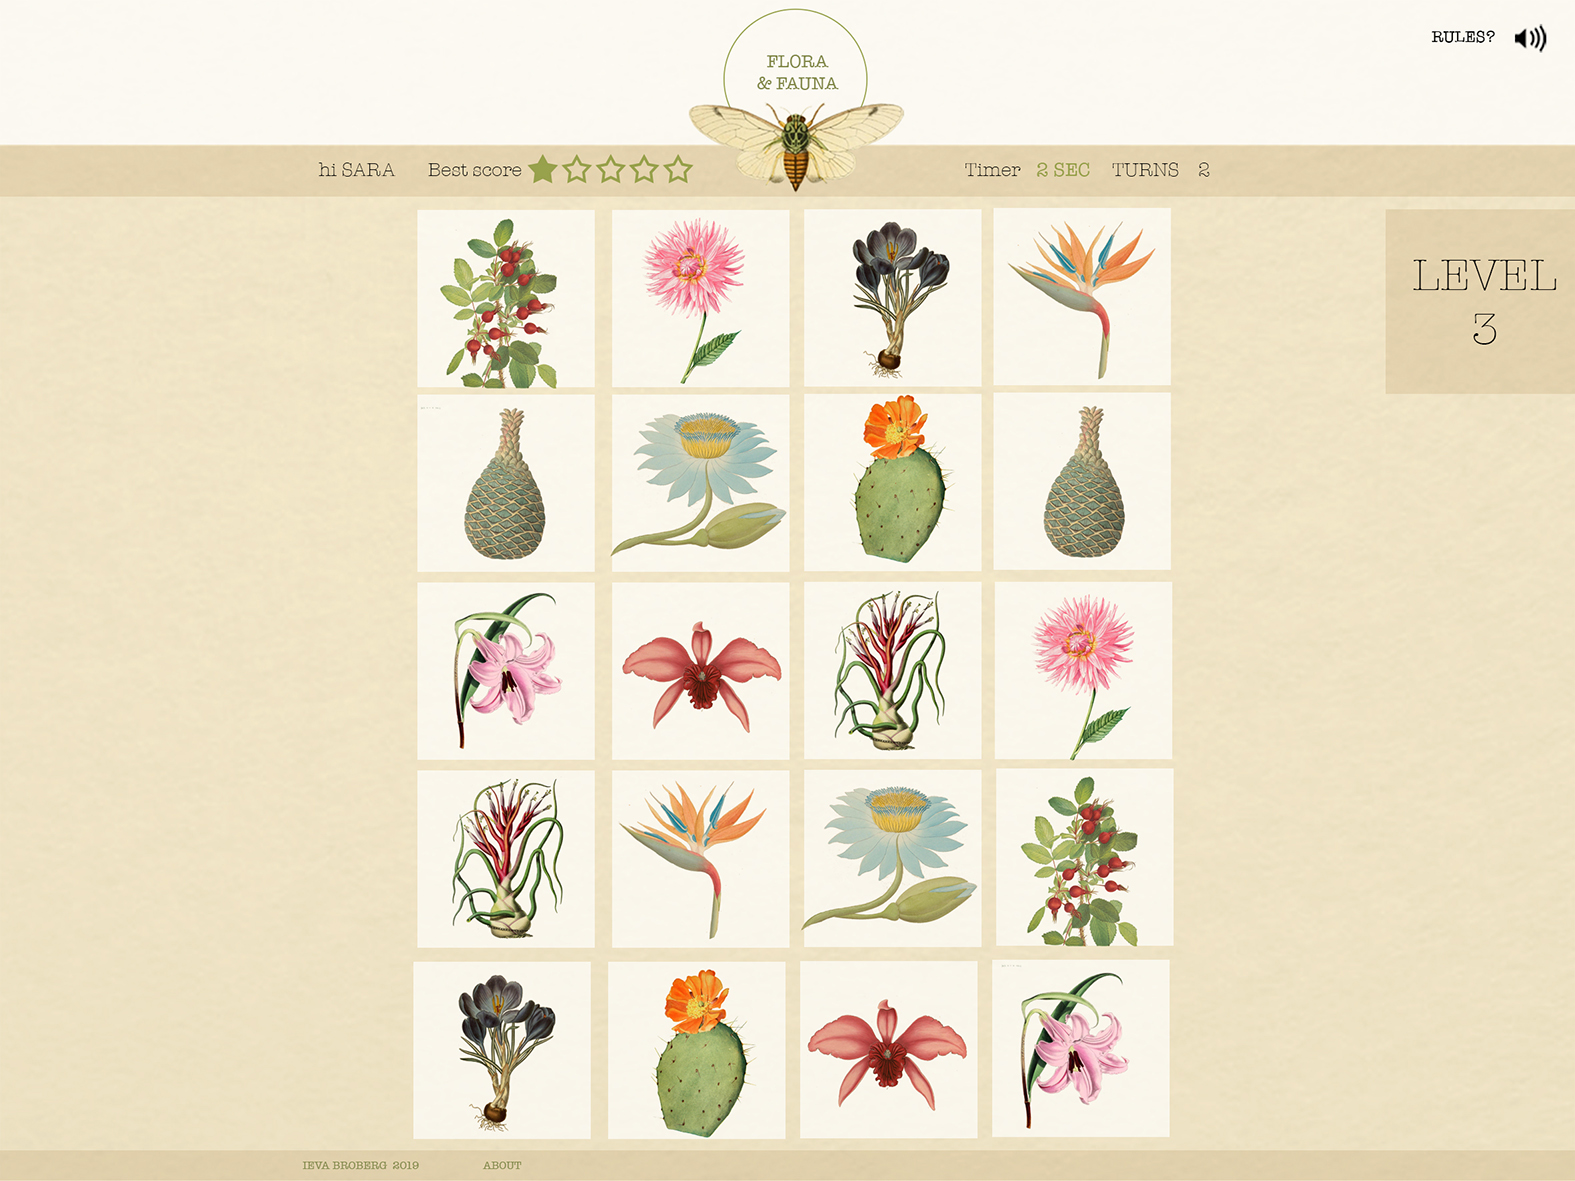 RULES?
FLORA
& FAUNA
hi SARA Best score Timer 2 SEC TURNS 2
LEVEL
3
IEVA BROBERG 2019 ABOUT